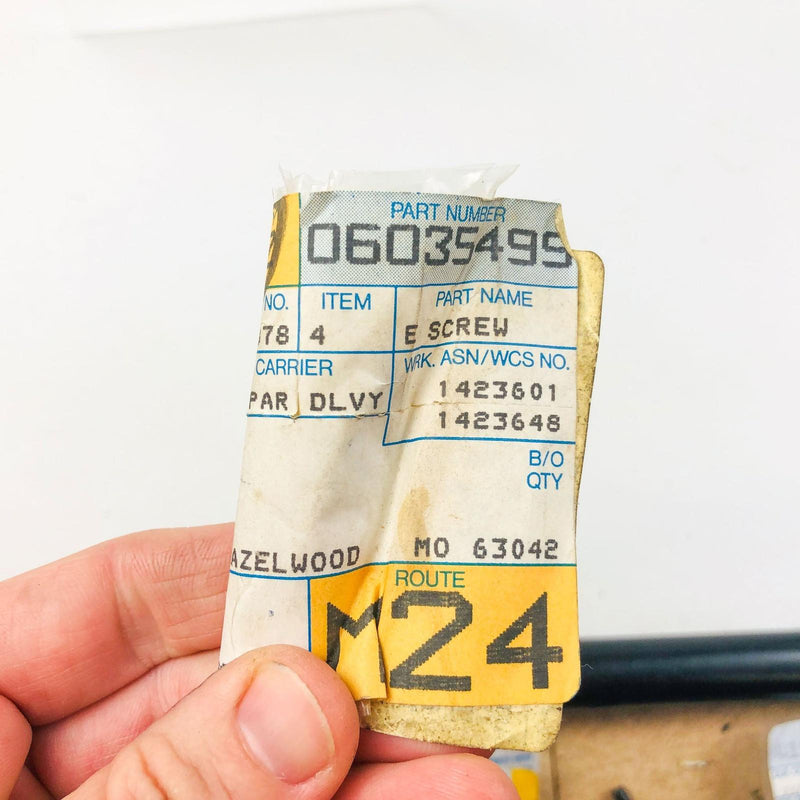 PART NUMBER
06035499
NO. ITEM PART NAME
178 4 E SCREW
CARRIER WRK. ASN/WCS NO.
PAR DLVY 1423601
1423648
B/O
QTY
AZELWOOD MO 63042
ROUTE
M24